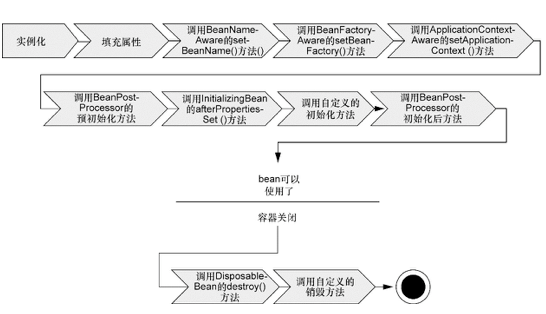 实例化
填充属性
调用BeanName-
Aware的set-
BeanName()方法()
调用BeanFactory-
Aware的setBean-
Factory()方法
调用ApplicationContext-
Aware的setApplication-
Context ()方法
调用BeanPost-
Processor的
预初始化方法
调用InitializingBean
的afterProperties-
Set ()方法
调用自定义的
初始化方法
调用BeanPost-
Processor的
初始化后方法
bean可以
使用了
容器关闭
调用Disposable-
Bean的destroy()
方法
调用自定义的
销毁方法